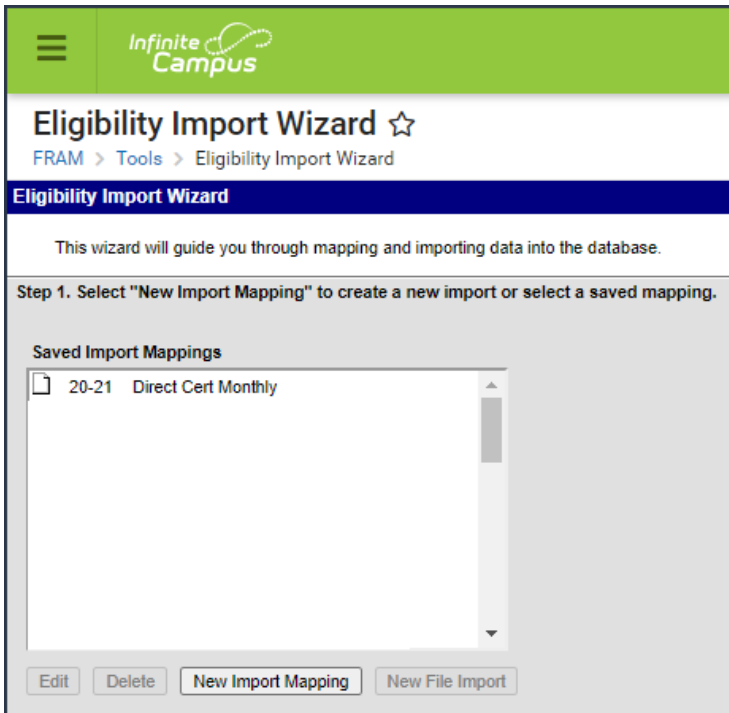 Infinite
Campus
Eligibility Import Wizard
FRAM > Tools > Eligibility Import Wizard
Eligibility Import Wizard
This wizard will guide you through mapping and importing data into the database.
Step 1. Select "New Import Mapping" to create a new import or select a saved mapping.
Saved Import Mappings
20-21 Direct Cert Monthly
Edit Delete New Import Mapping New File Import